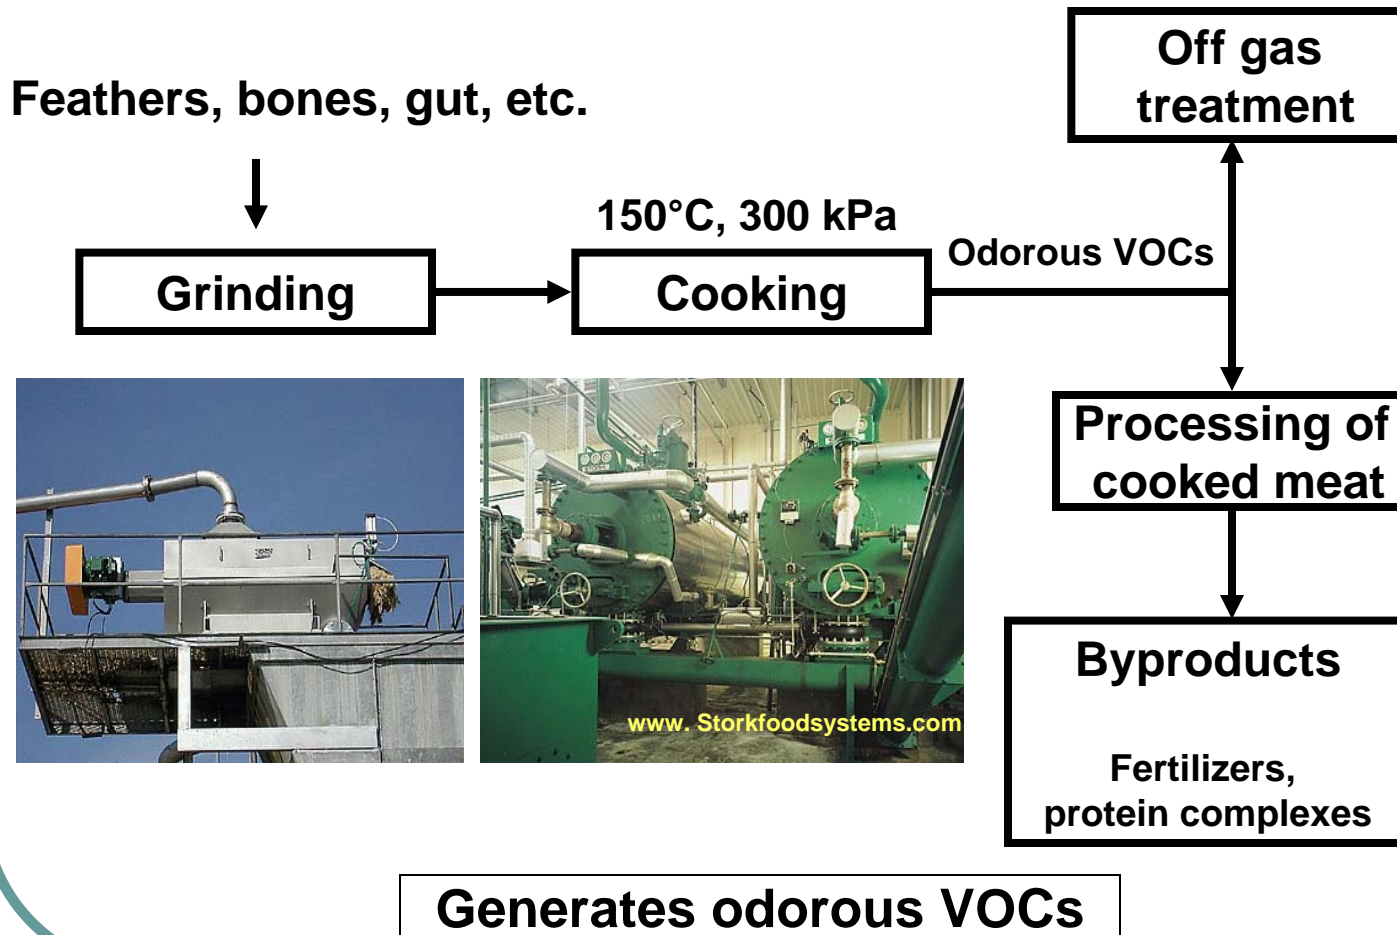 Off gas
treatment
Feathers, bones, gut, etc.
150°C, 300 kPa
Odorous VOCs
Grinding
Cooking
Processing of
cooked meat
www. Storkfoodsystems.com
Byproducts
Fertilizers,
protein complexes
Generates odorous VOCs